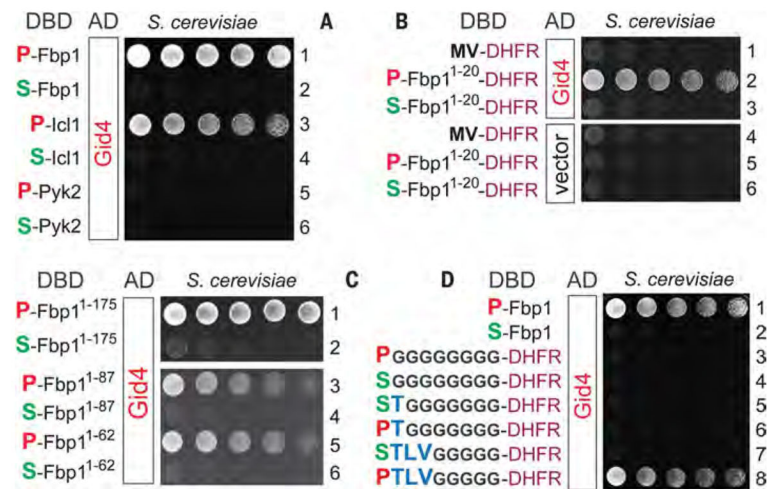 DBD AD S. cerevisiae A
P-Fbp1 1
S-Fbp1 2
P-Icl1 3
S-Icl1 4
P-Pyk2 5
S-Pyk2 6
Gid4
B DBD AD S. cerevisiae
MV-DHFR 1
P-Fbp1¹⁻²⁰-DHFR 2
S-Fbp1¹⁻²⁰-DHFR 3
Gid4
MV-DHFR 4
P-Fbp1¹⁻²⁰-DHFR 5
S-Fbp1¹⁻²⁰-DHFR 6
vector
DBD AD S. cerevisiae C
P-Fbp1¹⁻¹⁷⁵ 1
S-Fbp1¹⁻¹⁷⁵ 2
P-Fbp1¹⁻⁸⁷ 3
S-Fbp1¹⁻⁸⁷ 4
P-Fbp1¹⁻⁶² 5
S-Fbp1¹⁻⁶² 6
Gid4
D DBD AD S. cerevisiae
P-Fbp1 1
S-Fbp1 2
PGGGGGGGG-DHFR 3
SGGGGGGGG-DHFR 4
STGGGGGGG-DHFR 5
PTGGGGGGG-DHFR 6
STLVGGGGG-DHFR 7
PTLVGGGGG-DHFR 8
Gid4